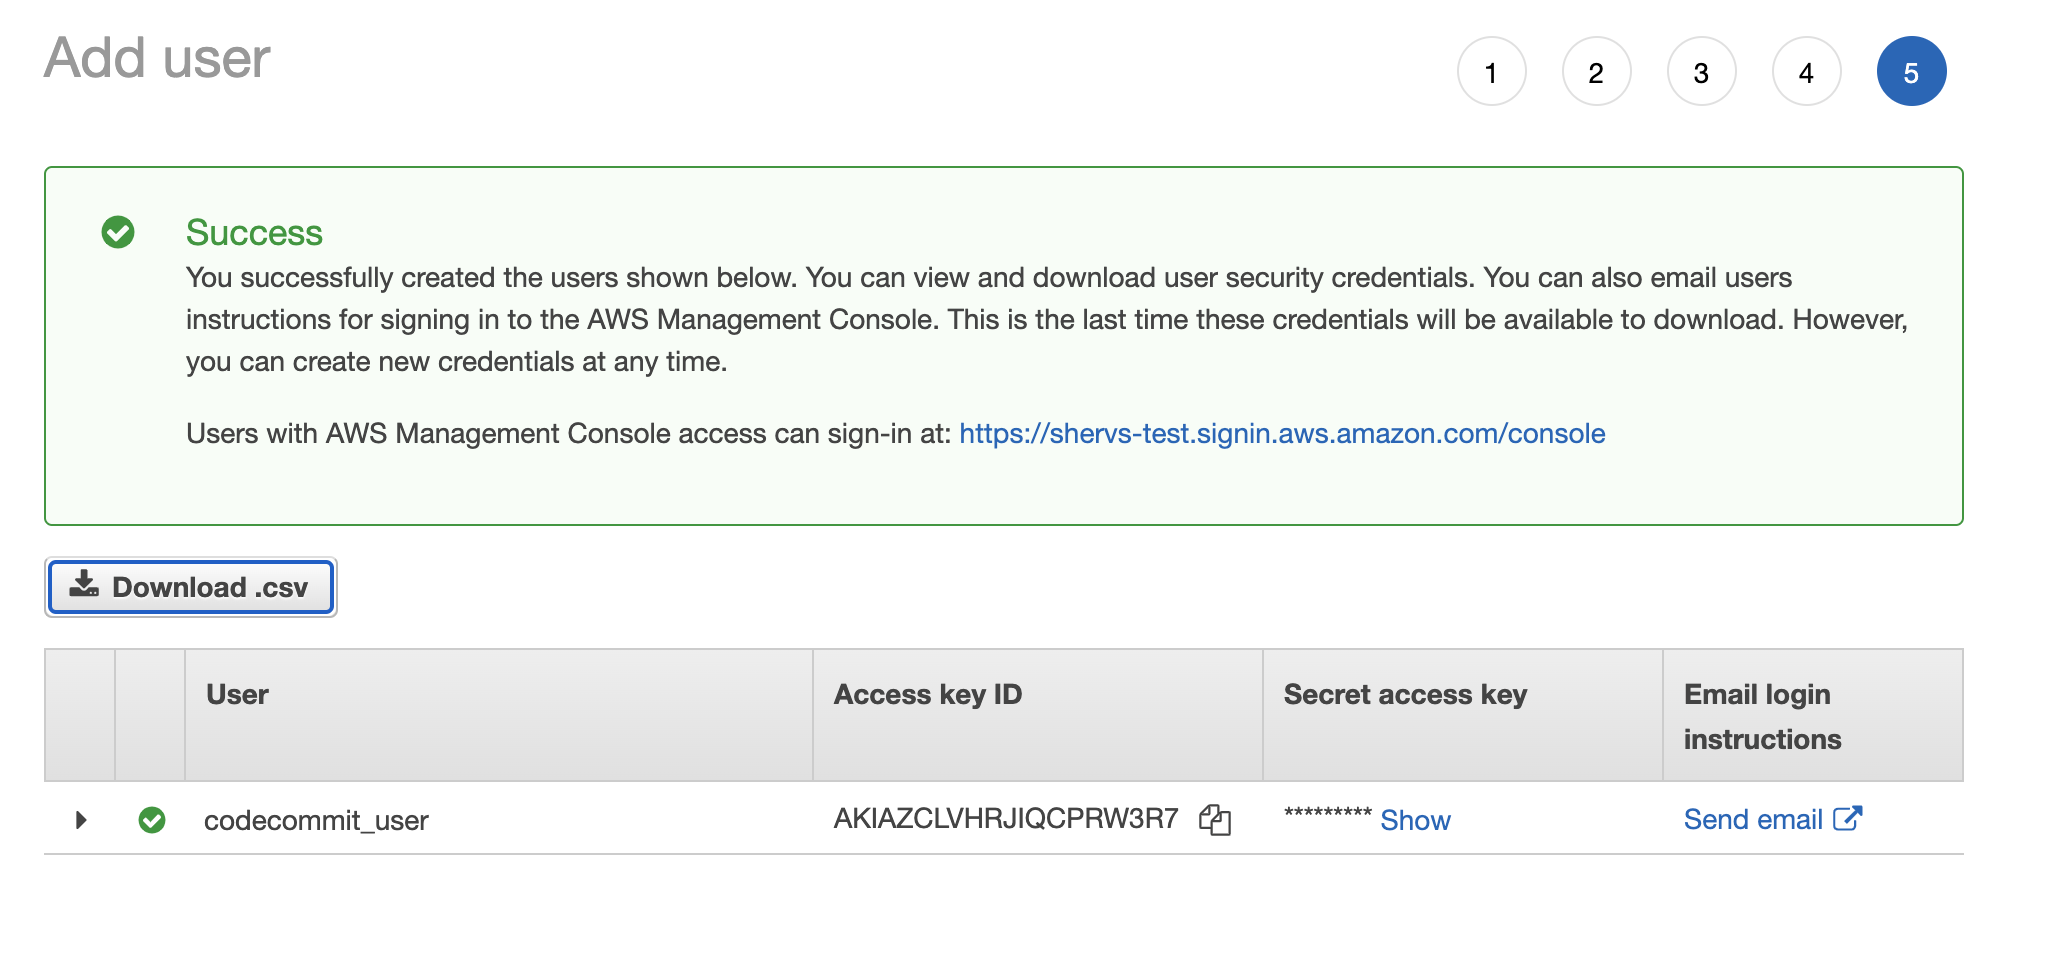 Add user
1 2 3 4 5
Success
You successfully created the users shown below. You can view and download user security credentials. You can also email users
instructions for signing in to the AWS Management Console. This is the last time these credentials will be available to download. However,
you can create new credentials at any time.
Users with AWS Management Console access can sign-in at: https://shervs-test.signin.aws.amazon.com/console
Download .csv
User Access key ID Secret access key Email login
instructions
codecommit_user AKIAZCLVHRJIQCPRW3R7 ********* Show Send email